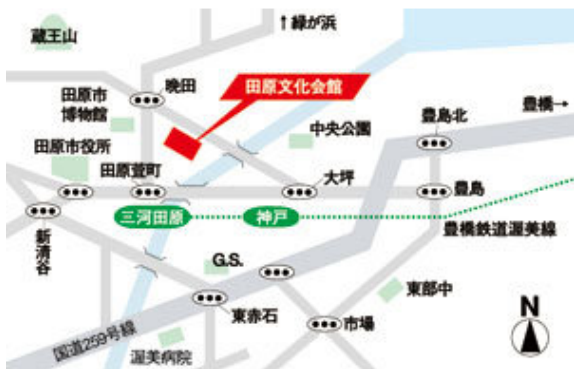 ↑緑が浜
蔵王山
晩田
田原文化会館
豊橋→
田原市
博物館
中央公園
豊島北
田原市役所
田原萱町
大坪
豊島
三河田原
神戸
新清谷
豊橋鉄道渥美線
G.S.
東部中
東赤石
市場
N
国道259号線
渥美病院